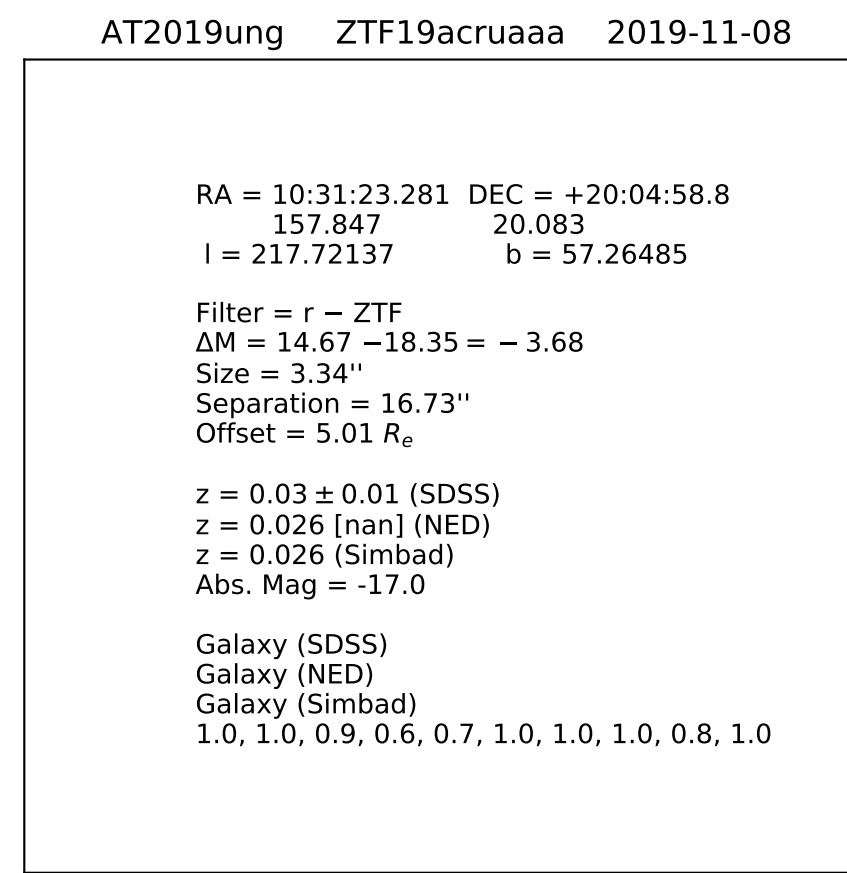 AT2019ung ZTF19acruaaa 2019-11-08
RA = 10:31:23.281 DEC = +20:04:58.8
157.847 20.083
l = 217.72137 b = 57.26485
Filter = r − ZTF
ΔM = 14.67 −18.35 = − 3.68
Size = 3.34''
Separation = 16.73''
Offset = 5.01 Rₑ
z = 0.03 ± 0.01 (SDSS)
z = 0.026 [nan] (NED)
z = 0.026 (Simbad)
Abs. Mag = -17.0
Galaxy (SDSS)
Galaxy (NED)
Galaxy (Simbad)
1.0, 1.0, 0.9, 0.6, 0.7, 1.0, 1.0, 1.0, 0.8, 1.0